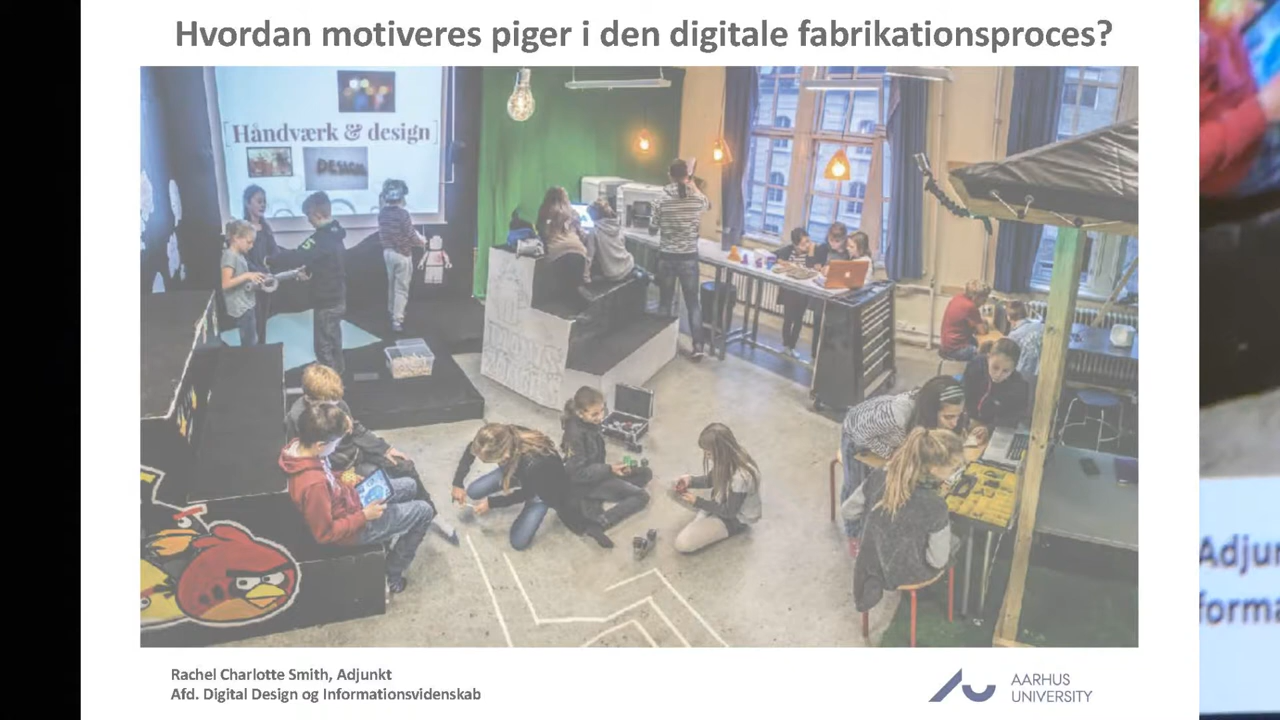 Hvordan motiveres piger i den digitale fabrikationsproces?
[Håndværk & design]
DESIGN
Rachel Charlotte Smith, Adjunkt
Afd. Digital Design og Informationsvidenskab
AARHUS
UNIVERSITY
Adjun
forma